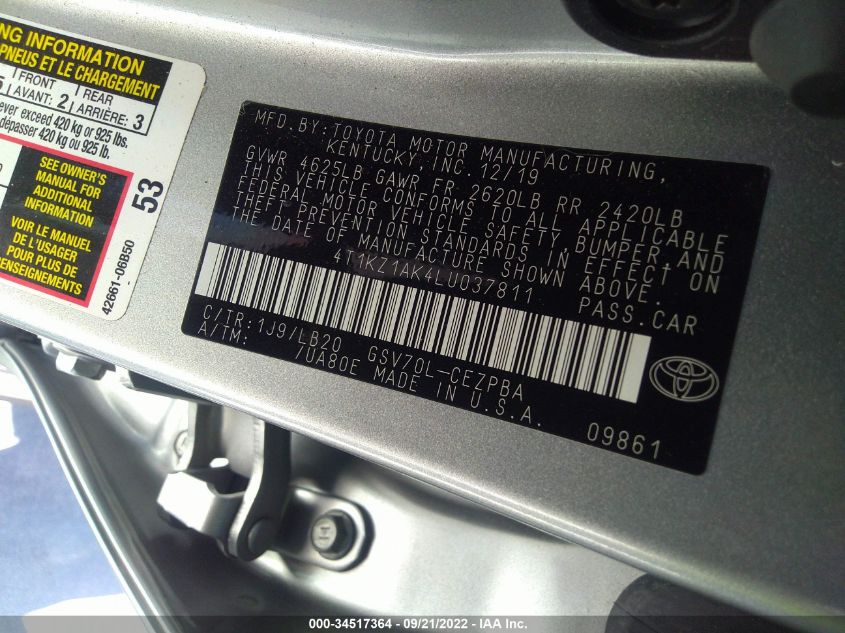 NG INFORMATION
PNEUS ET LE CHARGEMENT
5 FRONT AVANT: 2 REAR ARRIÈRE: 3
ever exceed 420 kg or 925 lbs.
dépasser 420 kg ou 925 lb.
SEE OWNER'S
MANUAL FOR
ADDITIONAL
INFORMATION
VOIR LE MANUEL
DE L'USAGER
POUR PLUS DE
RENSEIGNEMENTS
53
42661-06B50
MFD.BY:TOYOTA MOTOR MANUFACTURING,
KENTUCKY,INC.12/19
GVWR 4625LB GAWR FR 2620LB RR 2420LB
THIS VEHICLE CONFORMS TO ALL APPLICABLE
FEDERAL MOTOR VEHICLE SAFETY,BUMPER,AND
THEFT PREVENTION STANDARDS IN EFFECT ON
THE DATE OF MANUFACTURE SHOWN ABOVE.
4T1KZ1AK4LU037811 PASS.CAR
C/TR:1J9/LB20 GSV70L-CEZPBA
A/TM: /UA80E MADE IN U.S.A.
09861
000-34517364 - 09/21/2022 - IAA Inc.